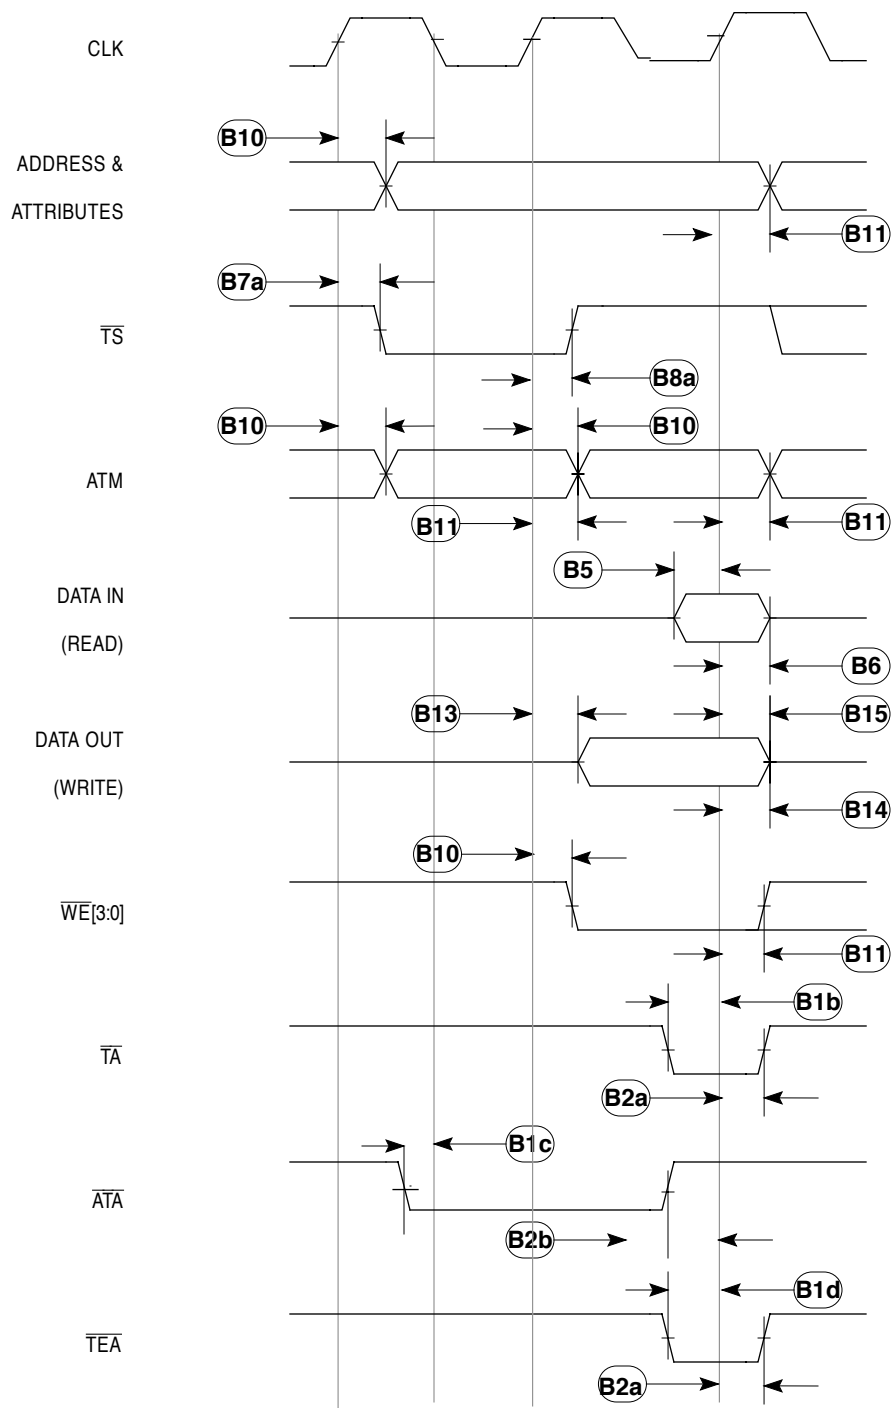 CLK
B10
ADDRESS &
ATTRIBUTES
B11
B7a
TS
B8a
B10
B10
ATM
B11
B11
B5
DATA IN
(READ)
B6
B13
B15
DATA OUT
(WRITE)
B14
B10
WE[3:0]
B11
B1b
TA
B2a
B1c
ATA
B2b
B1d
TEA
B2a